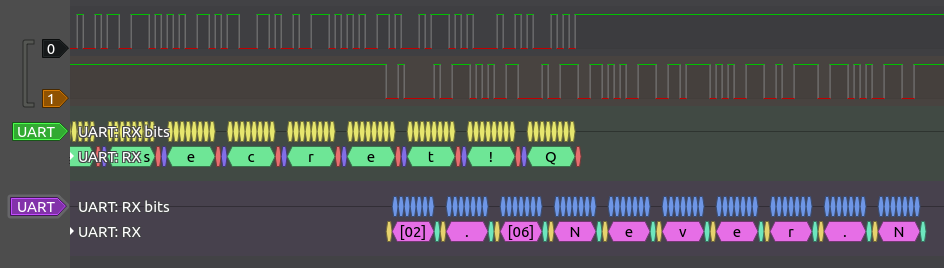 0
1
UART
UART: RX bits
UART: RX s e c r e t ! Q
UART
UART: RX bits
UART: RX [02] . [06] N e v e r . N